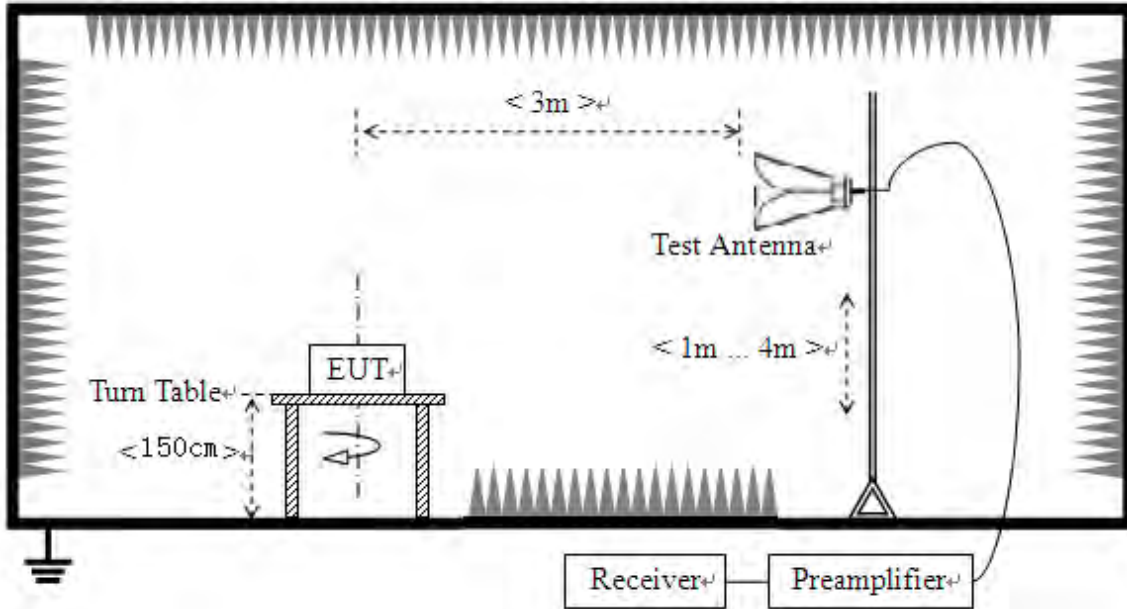 < 3m >↵
Test Antenna↵
< 1m ... 4m >↵
EUT↵
Turn Table↵
<150cm>↵
Receiver↵
Preamplifier↵